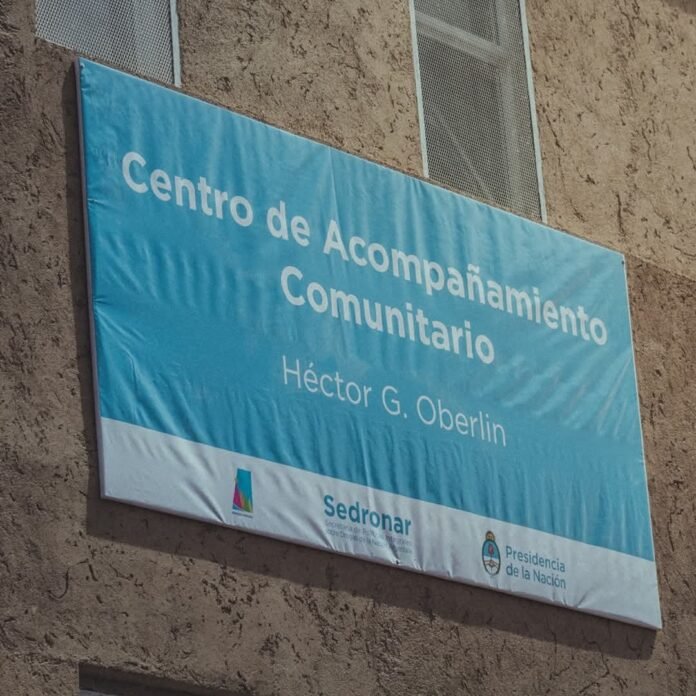 Centro de Acompañamiento
Comunitario
Héctor G. Oberlin
Sedronar
Presidencia
de la Nación